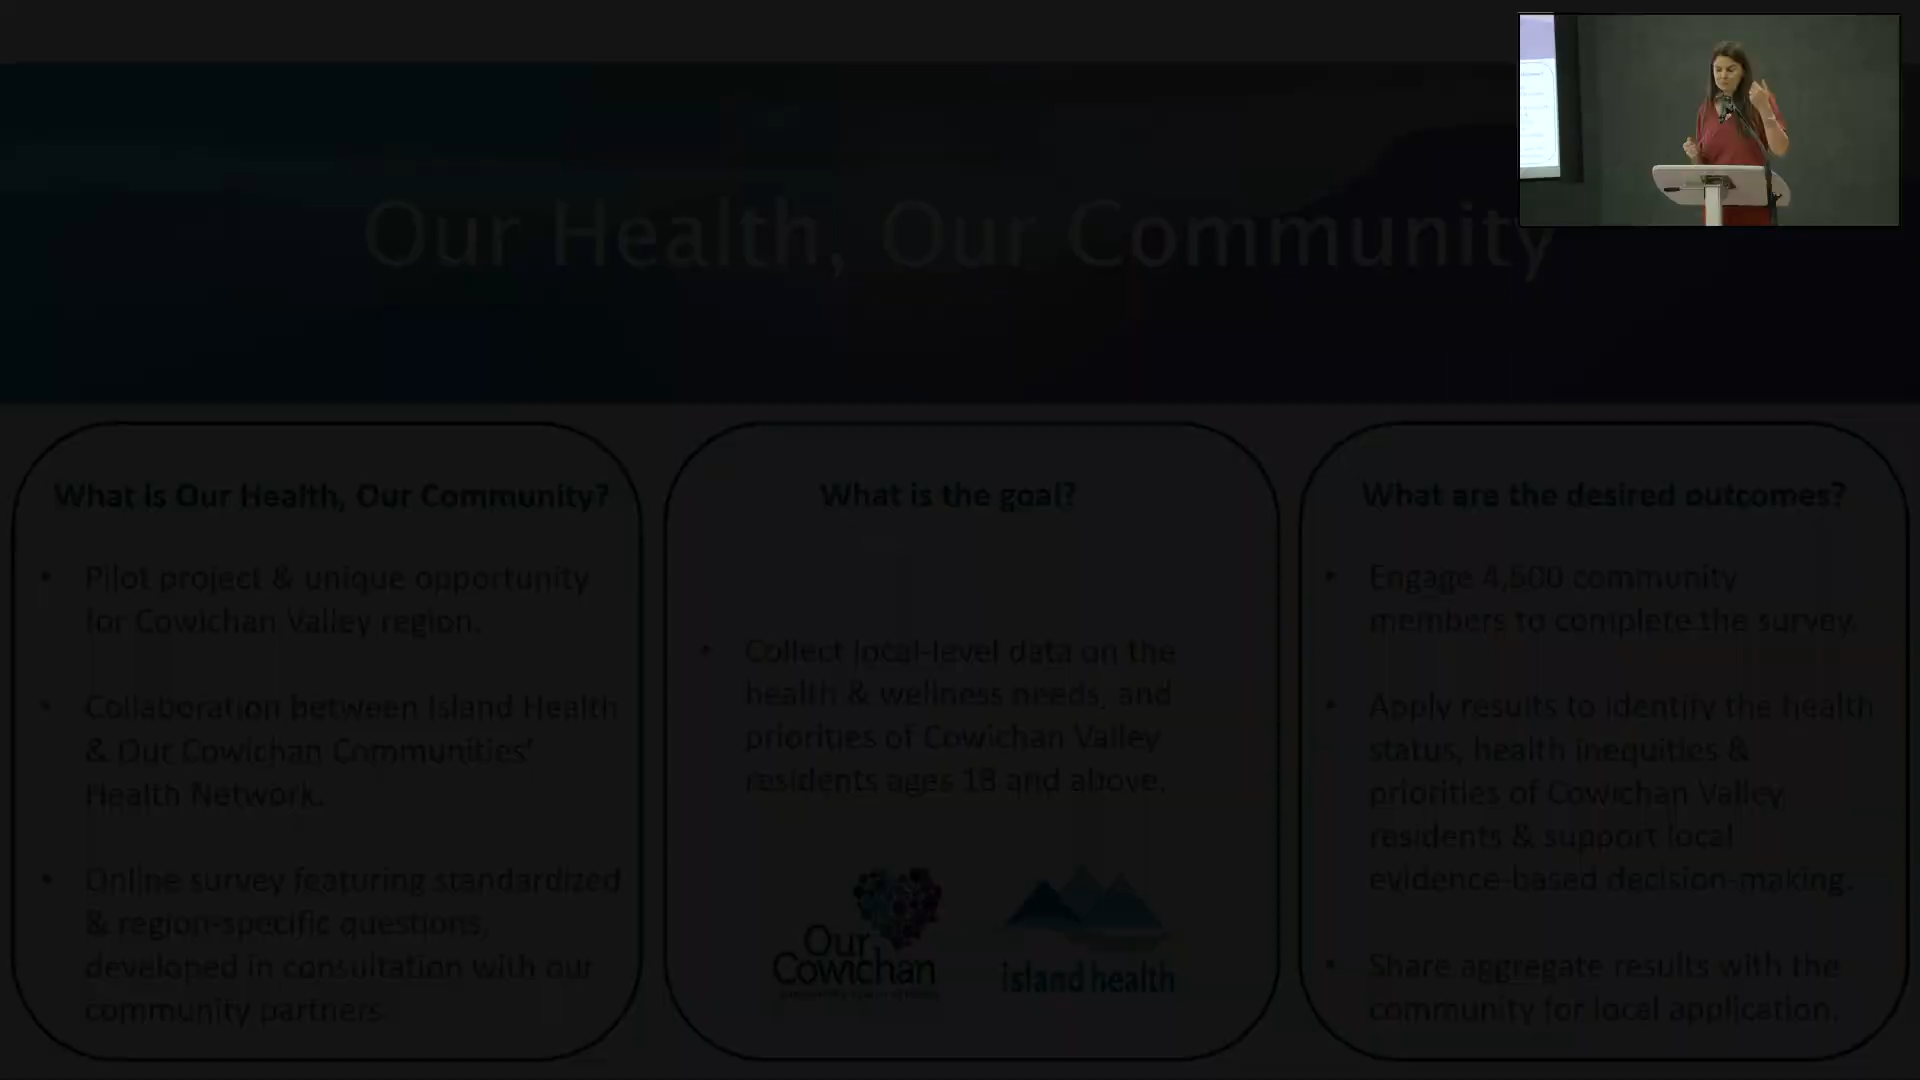 Our Health, Our Community
What is Our Health, Our Community?
• Pilot project & unique opportunity
for Cowichan Valley region.
• Collaboration between Island Health
& Our Cowichan Communities'
Health Network.
• Online survey featuring standardized
& region-specific questions,
developed in consultation with our
community partners.
What is the goal?
• Collect local-level data on the
health & wellness needs, and
priorities of Cowichan Valley
residents ages 18 and above.
Our
Cowichan
island health
What are the desired outcomes?
• Engage 4,500 community
members to complete the survey.
• Apply results to identify the health
status, health inequities &
priorities of Cowichan Valley
residents & support local
evidence-based decision-making.
• Share aggregate results with the
community for local application.